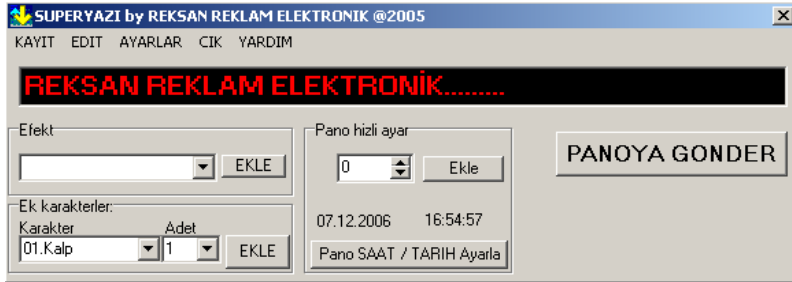 SUPERYAZI by REKSAN REKLAM ELEKTRONIK @2005
KAYIT EDIT AYARLAR CIK YARDIM
REKSAN REKLAM ELEKTRONİK.........
Efekt
EKLE
Ek karakterler:
Karakter Adet
01.Kalp 1 EKLE
Pano hizli ayar
0 Ekle
07.12.2006 16:54:57
Pano SAAT / TARIH Ayarla
PANOYA GONDER